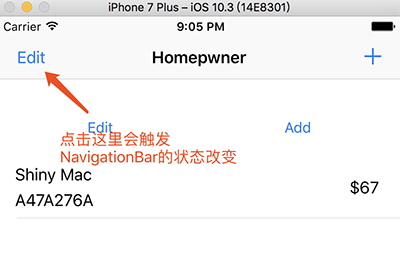 iPhone 7 Plus – iOS 10.3 (14E8301)
Carrier 9:05 PM
Edit Homepwner +
Edit Add
点击这里会触发
NavigationBar的状态改变
Shiny Mac
$67
A47A276A